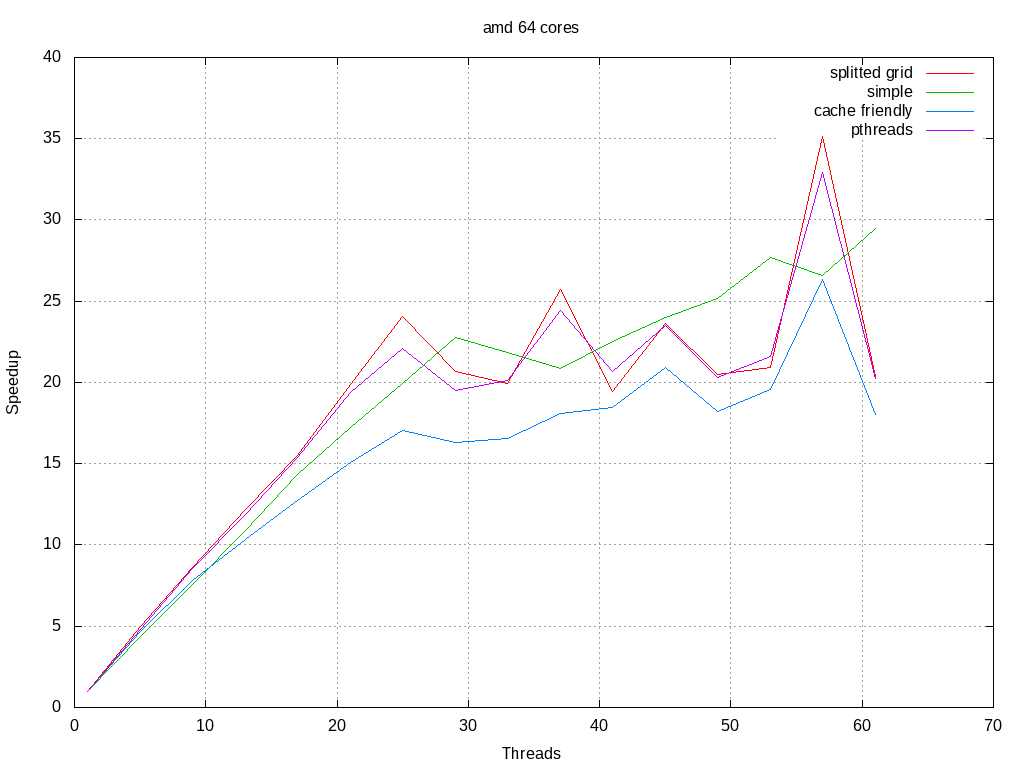 amd 64 cores
splitted grid
simple
cache friendly
pthreads
40
35
30
25
20
15
10
5
0
Speedup
0 10 20 30 40 50 60 70
Threads